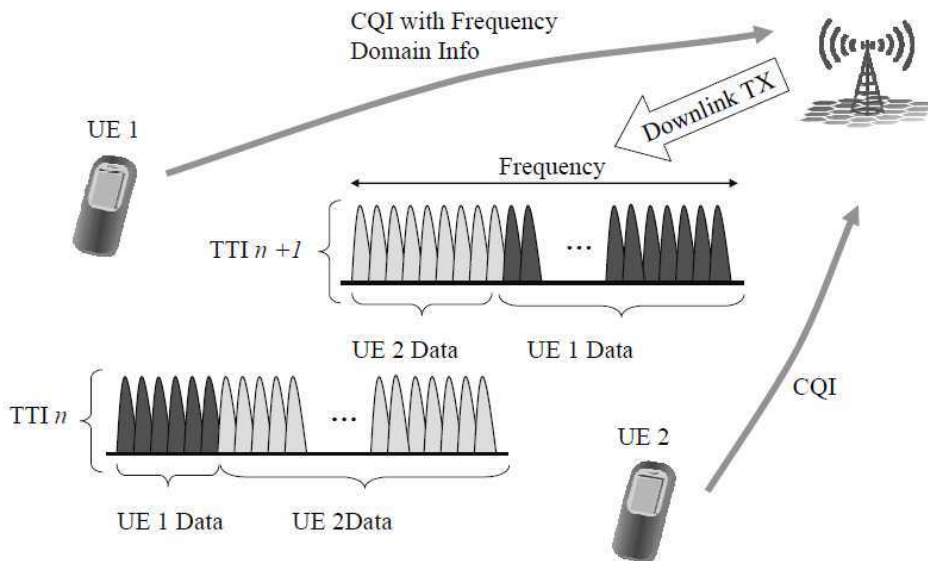 CQI with Frequency
Domain Info
Downlink TX
UE 1
Frequency
TTI n +1
...
UE 2 Data
UE 1 Data
TTI n
...
CQI
UE 2
UE 1 Data
UE 2Data